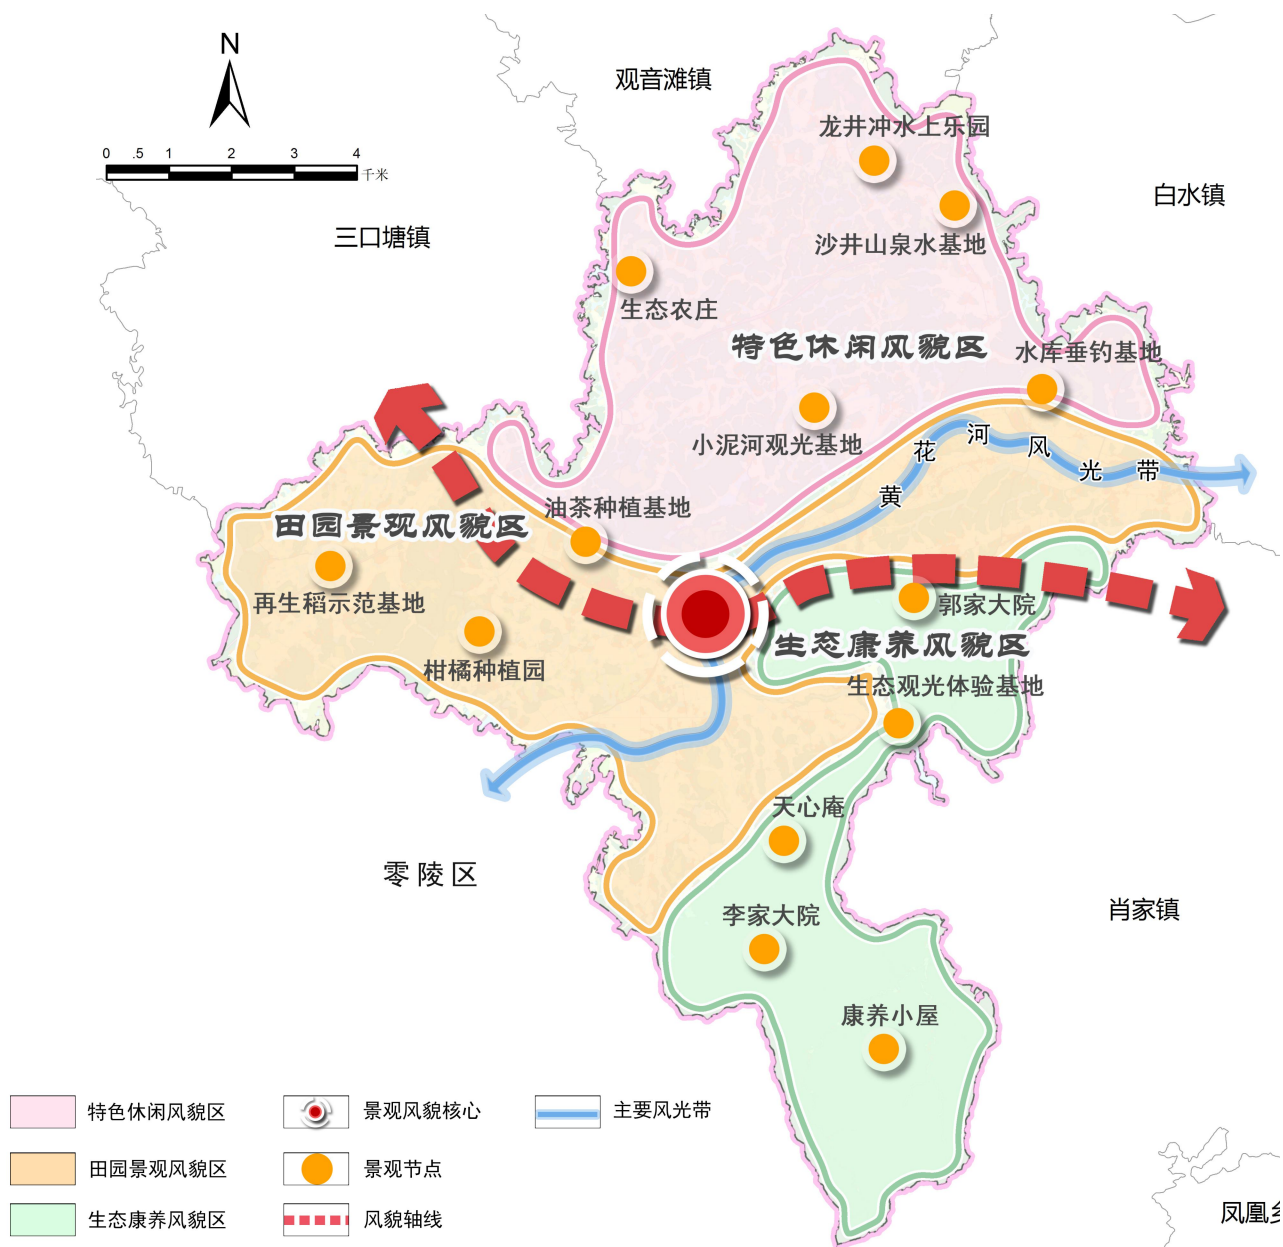 N
观音滩镇
龙井冲水上乐园
0 .5 1 2 3 4
千米
白水镇
三口塘镇
沙井山泉水基地
生态农庄
特色休闲风貌区
水库垂钓基地
小泥河观光基地
黄花河风光带
油茶种植基地
田园景观风貌区
再生稻示范基地
郭家大院
生态康养风貌区
柑橘种植园
生态观光体验基地
天心庵
零陵区
李家大院
肖家镇
康养小屋
特色休闲风貌区
景观风貌核心
主要风光带
田园景观风貌区
景观节点
生态康养风貌区
风貌轴线
凤凰乡